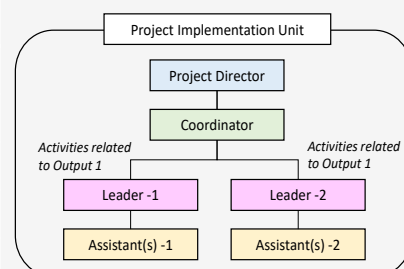 Project Implementation Unit
Project Director
Coordinator
Activities related
to Output 1
Activities related
to Output 1
Leader -1
Leader -2
Assistant(s) -1
Assistant(s) -2